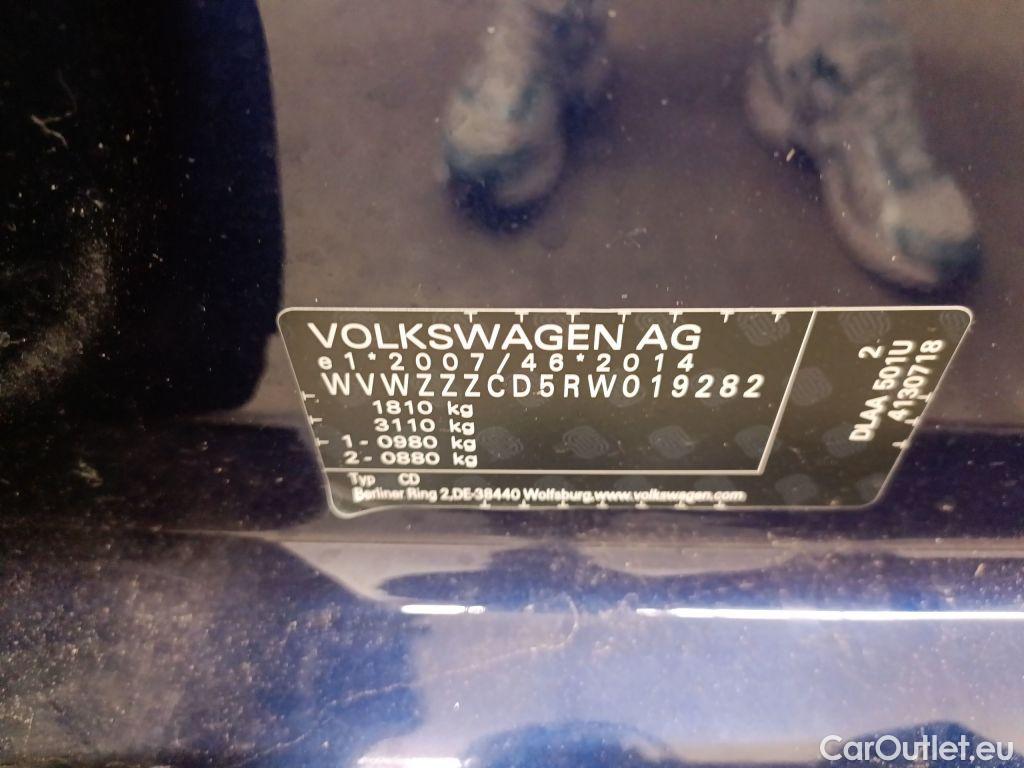 VOLKSWAGEN AG
e1*2007/46*2014
WVWZZZCD5RW019282
1810 kg
3110 kg
1- 0980 kg
2- 0880 kg
Typ CD
Berliner Ring 2,DE-38440 Wolfsburg.www.volkswagen.com
2
DLAA 501U
4130718
CarOutlet.eu